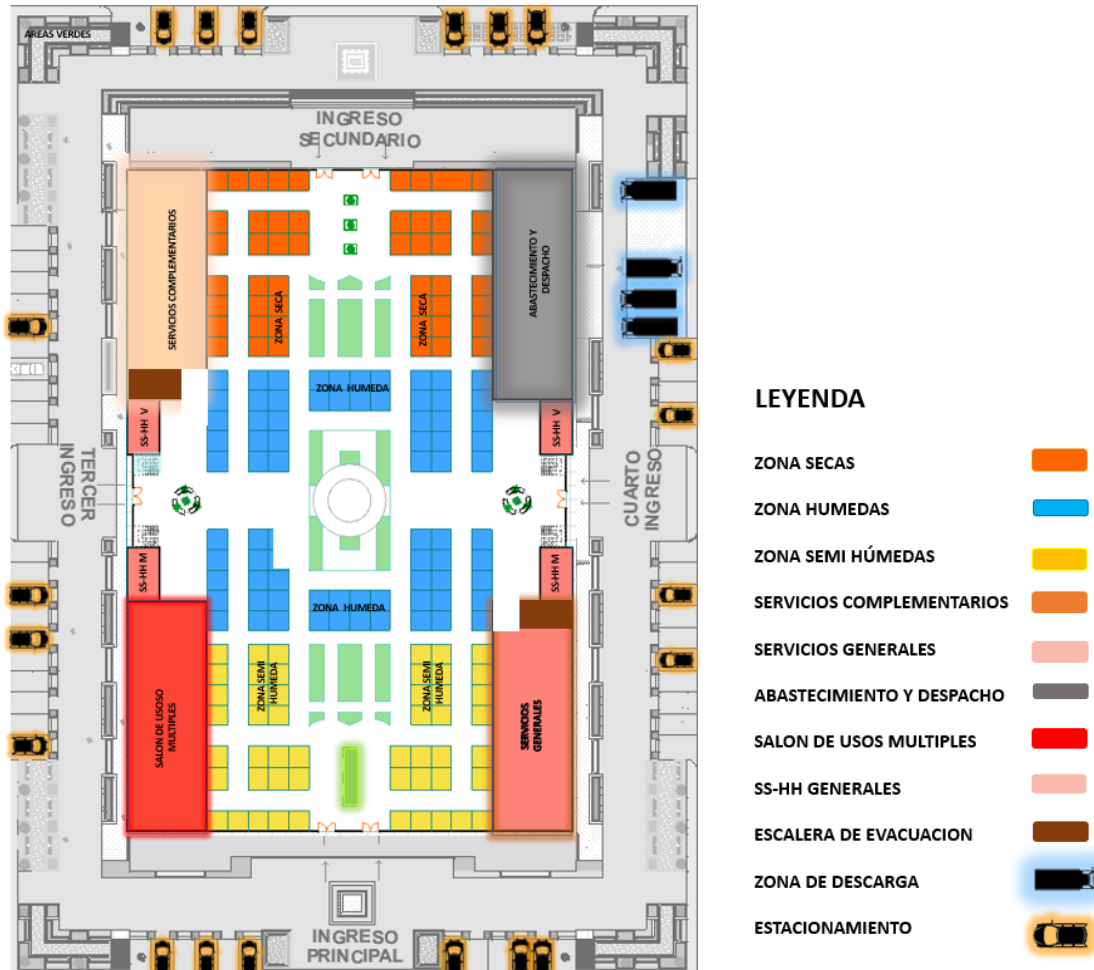 AREAS VERDES
INGRESO
SECUNDARIO
SERVICIOS COMPLEMENTARIOS
ABASTECIMIENTO Y
DESPACHO
ZONA SECA
ZONA SECA
ZONA HUMEDA
SS-HH V
SS-HH V
TERCER
INGRESO
CUARTO
INGRESO
SS-HH M
SS-HH M
ZONA HUMEDA
SALON DE USOSO
MULTIPLES
ZONA SEMI
HUMEDA
ZONA SEMI
HUMEDA
SERVICIOS
GENERALES
INGRESO
PRINCIPAL
LEYENDA
ZONA SECAS
ZONA HUMEDAS
ZONA SEMI HÚMEDAS
SERVICIOS COMPLEMENTARIOS
SERVICIOS GENERALES
ABASTECIMIENTO Y DESPACHO
SALON DE USOS MULTIPLES
SS-HH GENERALES
ESCALERA DE EVACUACION
ZONA DE DESCARGA
ESTACIONAMIENTO